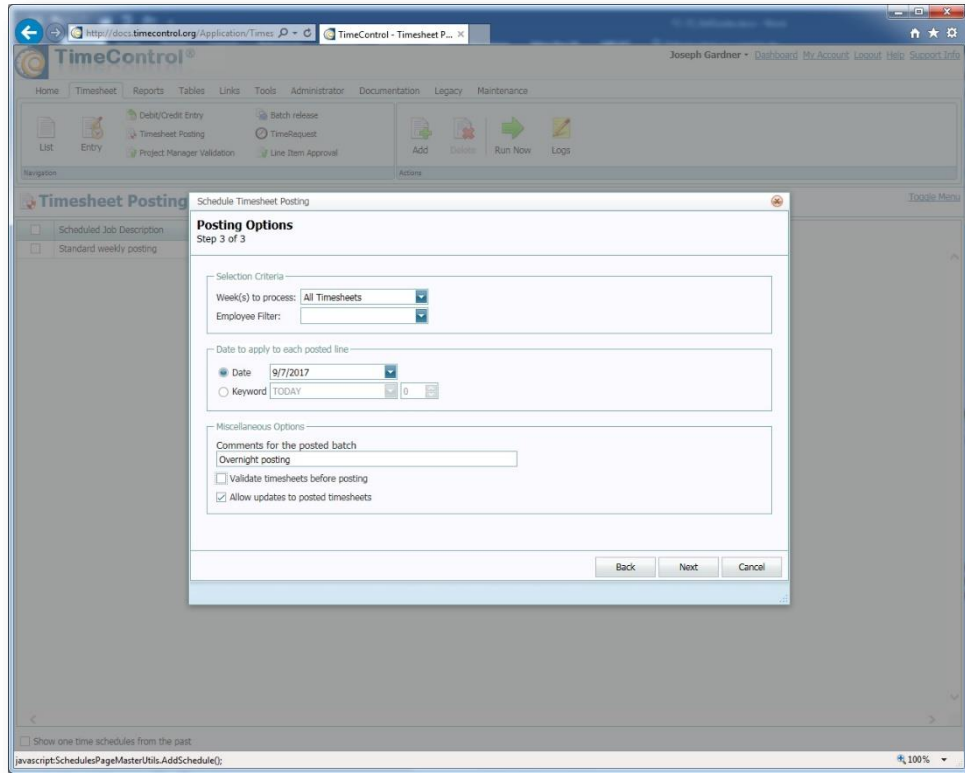 http://docs.timecontrol.org/Application/Times
TimeControl - Timesheet P...
TimeControl®
Joseph Gardner Dashboard My Account Logout Help Support Info
Home Timesheet Reports Tables Links Tools Administrator Documentation Legacy Maintenance
List
Entry
Debit/Credit Entry
Timesheet Posting
Project Manager Validation
Batch release
TimeRequest
Line Item Approval
Add
Delete
Run Now
Logs
Navigation
Actions
Timesheet Posting
Toggle Menu
Scheduled Job Description
Standard weekly posting
Schedule Timesheet Posting
Posting Options
Step 3 of 3
Selection Criteria
Week(s) to process: All Timesheets
Employee Filter:
Date to apply to each posted line
Date 9/7/2017
Keyword TODAY 0
Miscellaneous Options
Comments for the posted batch
Overnight posting
Validate timesheets before posting
Allow updates to posted timesheets
Back Next Cancel
Show one time schedules from the past
javascript:SchedulesPageMasterUtils.AddSchedule();
100%